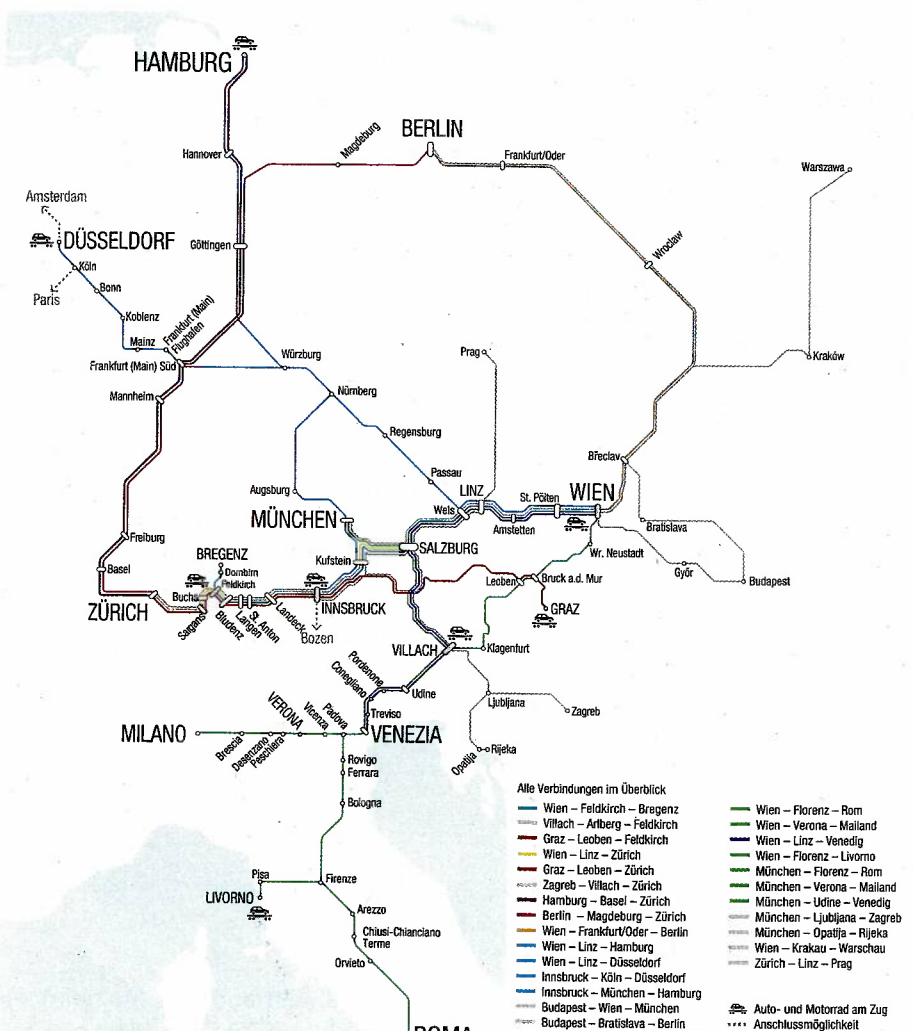 HAMBURG
BERLIN
Magdeburg
Hannover
Frankfurt/Oder
Warszawa
Amsterdam
DÜSSELDORF
Göttingen
Wroclaw
Köln
Paris
Bonn
Koblenz
Mainz
Frankfurt (Main)
Flughafen
Frankfurt (Main) Süd
Würzburg
Prag
Kraków
Mannheim
Nürnberg
Regensburg
Břeclav
Passau
Augsburg
LINZ
St. Pölten
WIEN
Wels
MÜNCHEN
Amstetten
Bratislava
Freiburg
SALZBURG
Wr. Neustadt
BREGENZ
Dornbirn
Feldkirch
Kufstein
Basel
Györ
Budapest
Leoben
Bruck a.d. Mur
Buchs
ZÜRICH
Sargans
Bludenz
Langen
St. Anton
Landeck
INNSBRUCK
GRAZ
Bozen
VILLACH
Klagenfurt
Pordenone
Conegliano
Udine
Ljubljana
Zagreb
Treviso
VENEZIA
MILANO
Brescia
Desenzano
Peschiera
VERONA
Vicenza
Padova
Opatija
Rijeka
Rovigo
Ferrara
Bologna
Pisa
LIVORNO
Firenze
Arezzo
Chiusi-Chianciano
Terme
Orvieto
ROMA
Alle Verbindungen im Überblick
Wien – Feldkirch – Bregenz
Villach – Arlberg – Feldkirch
Graz – Leoben – Feldkirch
Wien – Linz – Zürich
Graz – Leoben – Zürich
Zagreb – Villach – Zürich
Hamburg – Basel – Zürich
Berlin – Magdeburg – Zürich
Wien – Frankfurt/Oder – Berlin
Wien – Linz – Hamburg
Wien – Linz – Düsseldorf
Innsbruck – Köln – Düsseldorf
Innsbruck – München – Hamburg
Budapest – Wien – München
Budapest – Bratislava – Berlin
Wien – Florenz – Rom
Wien – Verona – Mailand
Wien – Linz – Venedig
Wien – Florenz – Livorno
München – Florenz – Rom
München – Verona – Mailand
München – Udine – Venedig
München – Ljubljana – Zagreb
München – Opatija – Rijeka
Wien – Krakau – Warschau
Zürich – Linz – Prag
Auto- und Motorrad am Zug
Anschlussmöglichkeit